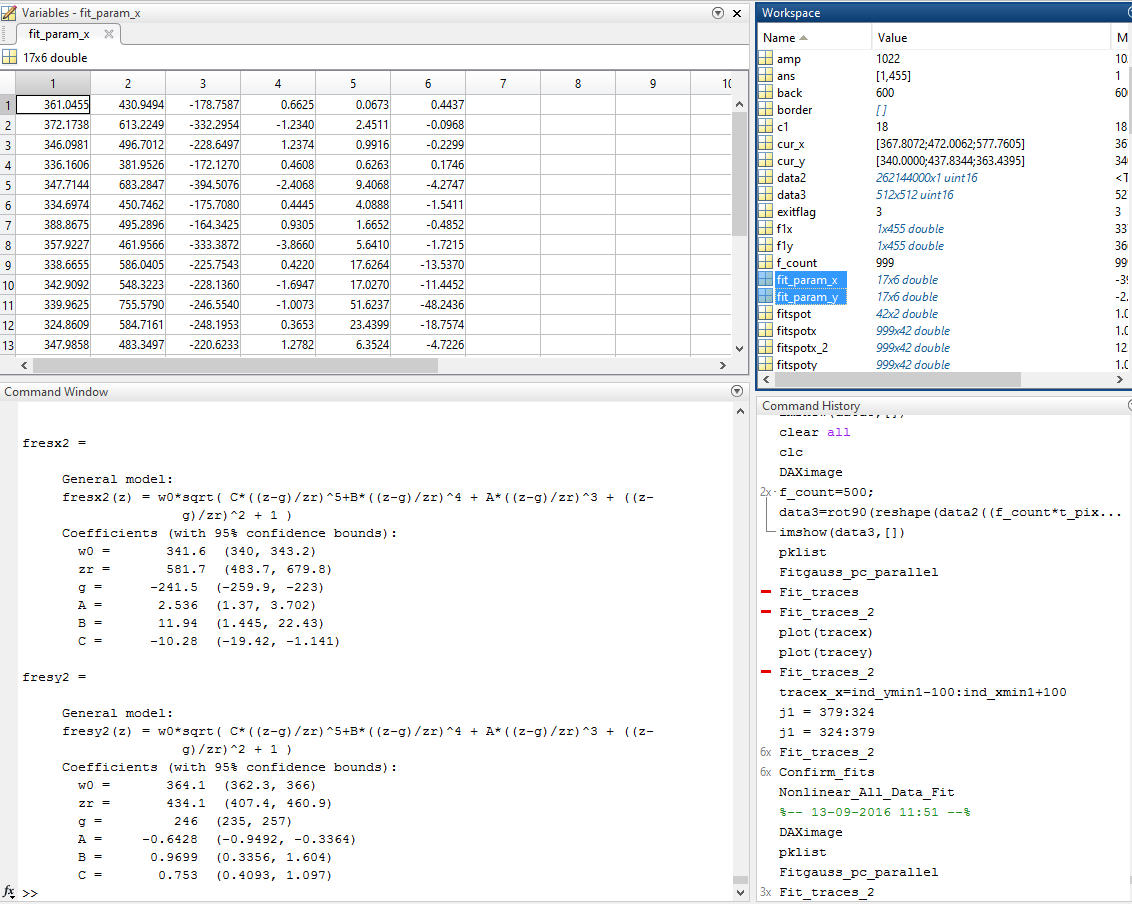 Variables - fit_param_x
fit_param_x
17x6 double
1 2 3 4 5 6 7 8 9 10
1 361.0455 430.9494 -178.7587 0.6625 0.0673 0.4437
2 372.1738 613.2249 -332.2954 -1.2340 2.4511 -0.0968
3 346.0981 496.7012 -228.6497 1.2374 0.9916 -0.2299
4 336.1606 381.9526 -172.1270 0.4608 0.6263 0.1746
5 347.7144 683.2847 -394.5076 -2.4068 9.4068 -4.2747
6 334.6974 450.7462 -175.7080 0.4445 4.0888 -1.5411
7 388.8675 495.2896 -164.3425 0.9305 1.6652 -0.4852
8 357.9227 461.9566 -333.3872 -3.8660 5.6410 -1.7215
9 338.6655 586.0405 -225.7543 0.4220 17.6264 -13.5370
10 342.9092 548.3223 -228.1360 -1.6947 17.0270 -11.4452
11 339.9625 755.5790 -246.5540 -1.0073 51.6237 -48.2436
12 324.8609 584.7161 -248.1953 0.3653 23.4399 -18.7574
13 347.9858 483.3497 -220.6233 1.2782 6.3524 -4.7226
Command Window
fresx2 =
General model:
fresx2(z) = w0*sqrt( C*((z-g)/zr)^5+B*((z-g)/zr)^4 + A*((z-g)/zr)^3 + ((z-
g)/zr)^2 + 1 )
Coefficients (with 95% confidence bounds):
w0 = 341.6 (340, 343.2)
zr = 581.7 (483.7, 679.8)
g = -241.5 (-259.9, -223)
A = 2.536 (1.37, 3.702)
B = 11.94 (1.445, 22.43)
C = -10.28 (-19.42, -1.141)
fresy2 =
General model:
fresy2(z) = w0*sqrt( C*((z-g)/zr)^5+B*((z-g)/zr)^4 + A*((z-g)/zr)^3 + ((z-
g)/zr)^2 + 1 )
Coefficients (with 95% confidence bounds):
w0 = 364.1 (362.3, 366)
zr = 434.1 (407.4, 460.9)
g = 246 (235, 257)
A = -0.6428 (-0.9492, -0.3364)
B = 0.9699 (0.3356, 1.604)
C = 0.753 (0.4093, 1.097)
fx >>
Workspace
Name Value M
amp 1022 10
ans [1,455] 1
back 600 60
border []
c1 18 18
cur_x [367.8072;472.0062;577.7605] 36
cur_y [340.0000;437.8344;363.4395] 34
data2 262144000x1 uint16 <T
data3 512x512 uint16 52
exitflag 3 3
f1x 1x455 double 33
f1y 1x455 double 36
f_count 999 99
fit_param_x 17x6 double -39
fit_param_y 17x6 double -2.
fitspot 42x2 double 1.0
fitspotx 999x42 double 1.0
fitspotx_2 999x42 double 12
fitspoty 999x42 double 1.0
Command History
clear all
clc
DAXimage
2x f_count=500;
data3=rot90(reshape(data2((f_count*t_pix...
imshow(data3,[])
pklist
Fitgauss_pc_parallel
Fit_traces
Fit_traces_2
plot(tracex)
plot(tracey)
Fit_traces_2
tracex_x=ind_ymin1-100:ind_xmin1+100
j1 = 379:324
j1 = 324:379
6x Fit_traces_2
6x Confirm_fits
Nonlinear_All_Data_Fit
%-- 13-09-2016 11:51 --%
DAXimage
pklist
Fitgauss_pc_parallel
3x Fit_traces_2